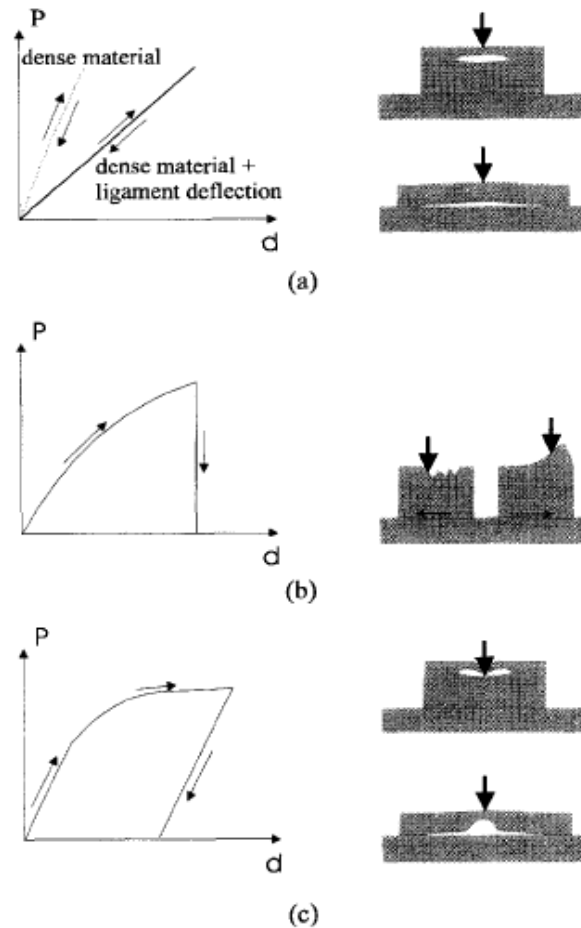 P
dense material
dense material +
ligament deflection
d
(a)
P
d
(b)
P
d
(c)